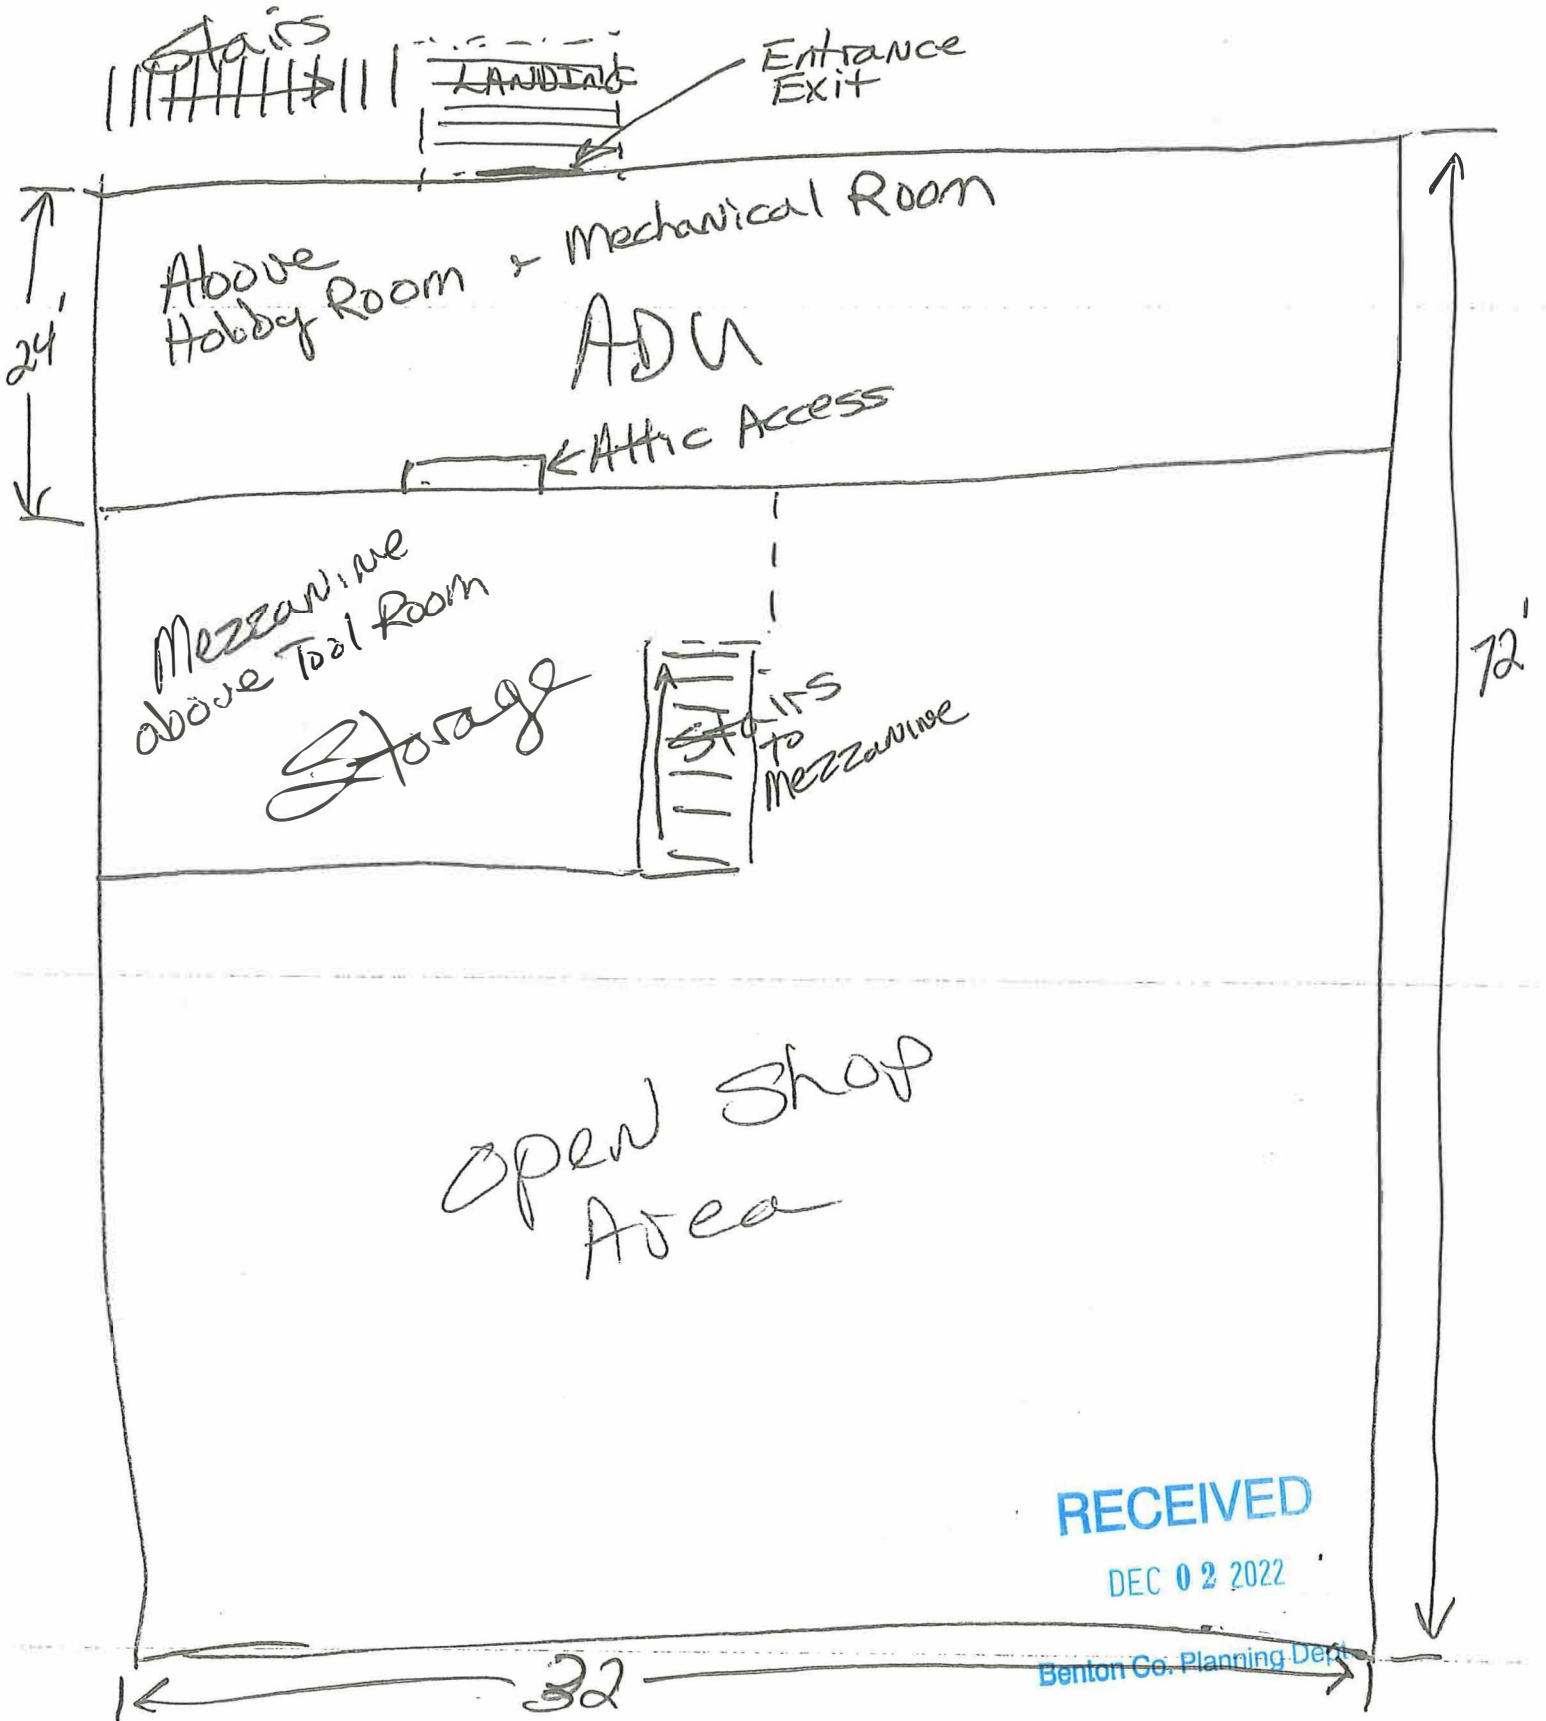 Stairs
LANDING
Entrance
Exit
24'
Above
Hobby Room + Mechanical Room
ADU
Attic Access
72'
Mezzanine
above Tool Room
Storage
Stairs
to
Mezzanine
Open Shop
Area
RECEIVED
DEC 02 2022
Benton Co. Planning Dept
32